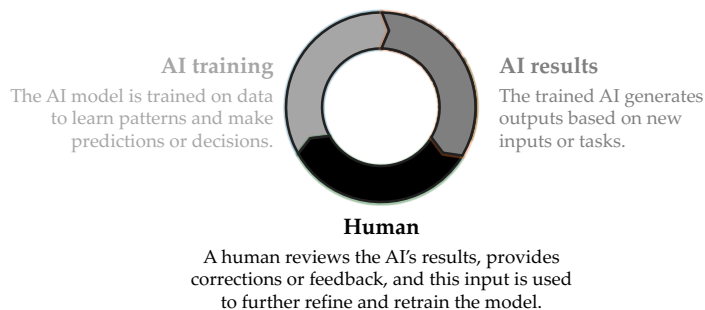 AI training
The AI model is trained on data
to learn patterns and make
predictions or decisions.
AI results
The trained AI generates
outputs based on new
inputs or tasks.
Human
A human reviews the AI’s results, provides
corrections or feedback, and this input is used
to further refine and retrain the model.